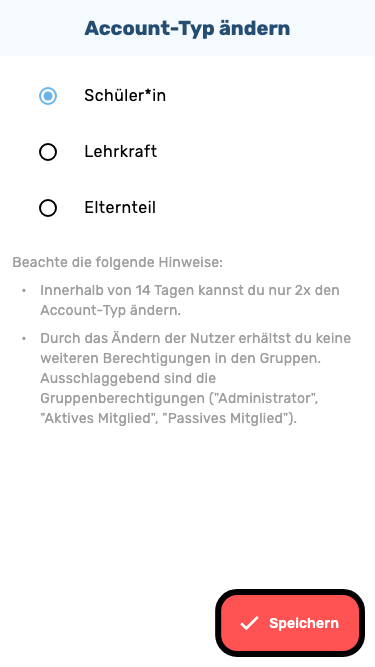 Account-Typ ändern
Schüler*in
Lehrkraft
Elternteil
Beachte die folgende Hinweise:
• Innerhalb von 14 Tagen kannst du nur 2x den
Account-Typ ändern.
• Durch das Ändern der Nutzer erhältst du keine
weiteren Berechtigungen in den Gruppen.
Ausschlaggebend sind die
Gruppenberechtigungen ("Administrator",
"Aktives Mitglied", "Passives Mitglied").
Speichern